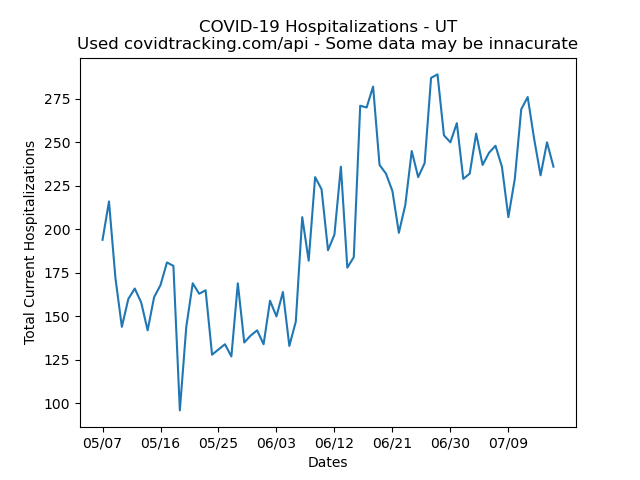 COVID-19 Hospitalizations - UT
Used covidtracking.com/api - Some data may be innacurate
Total Current Hospitalizations
275
250
225
200
175
150
125
100
05/07 05/16 05/25 06/03 06/12 06/21 06/30 07/09
Dates